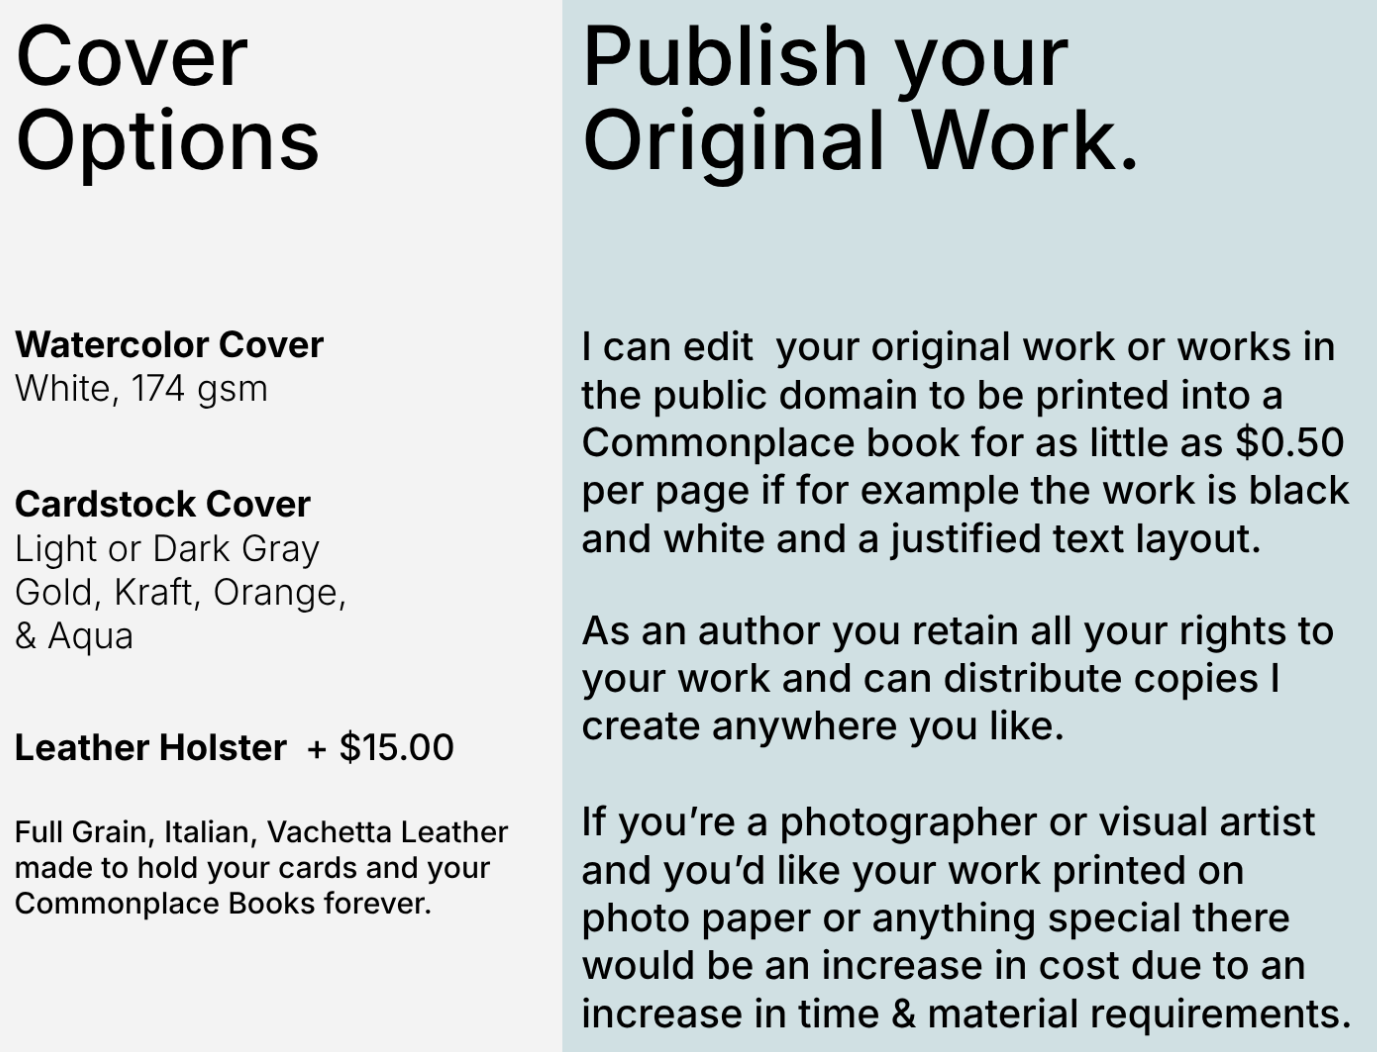 Cover
Options
Watercolor Cover
White, 174 gsm
Cardstock Cover
Light or Dark Gray
Gold, Kraft, Orange,
& Aqua
Leather Holster  + $15.00
Full Grain, Italian, Vachetta Leather
made to hold your cards and your
Commonplace Books forever.
Publish your
Original Work.
I can edit  your original work or works in
the public domain to be printed into a
Commonplace book for as little as $0.50
per page if for example the work is black
and white and a justified text layout.
As an author you retain all your rights to
your work and can distribute copies I
create anywhere you like.
If you’re a photographer or visual artist
and you’d like your work printed on
photo paper or anything special there
would be an increase in cost due to an
increase in time & material requirements.